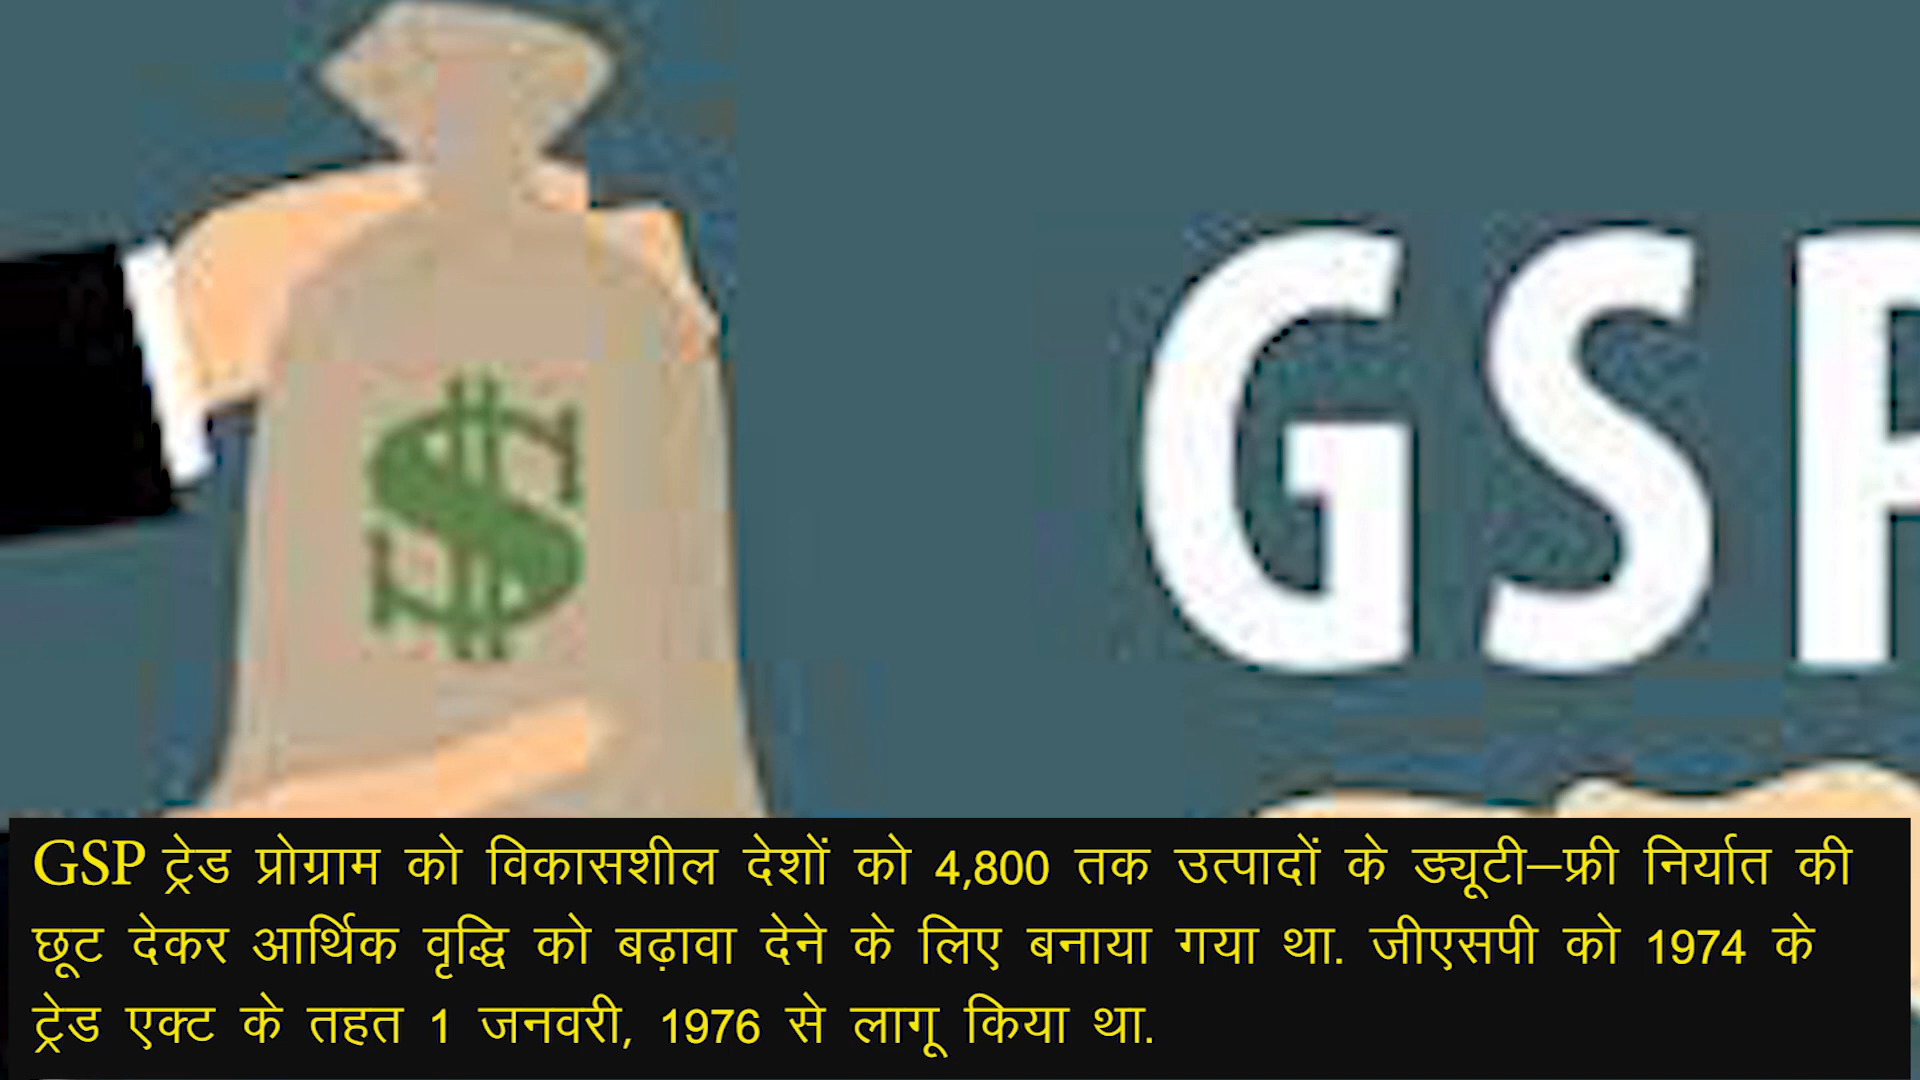 GSP
GSP ट्रेड प्रोग्राम को विकासशील देशों को 4,800 तक उत्पादों के ड्यूटी–फ्री निर्यात की
छूट देकर आर्थिक वृद्धि को बढ़ावा देने के लिए बनाया गया था. जीएसपी को 1974 के
ट्रेड एक्ट के तहत 1 जनवरी, 1976 से लागू किया था.